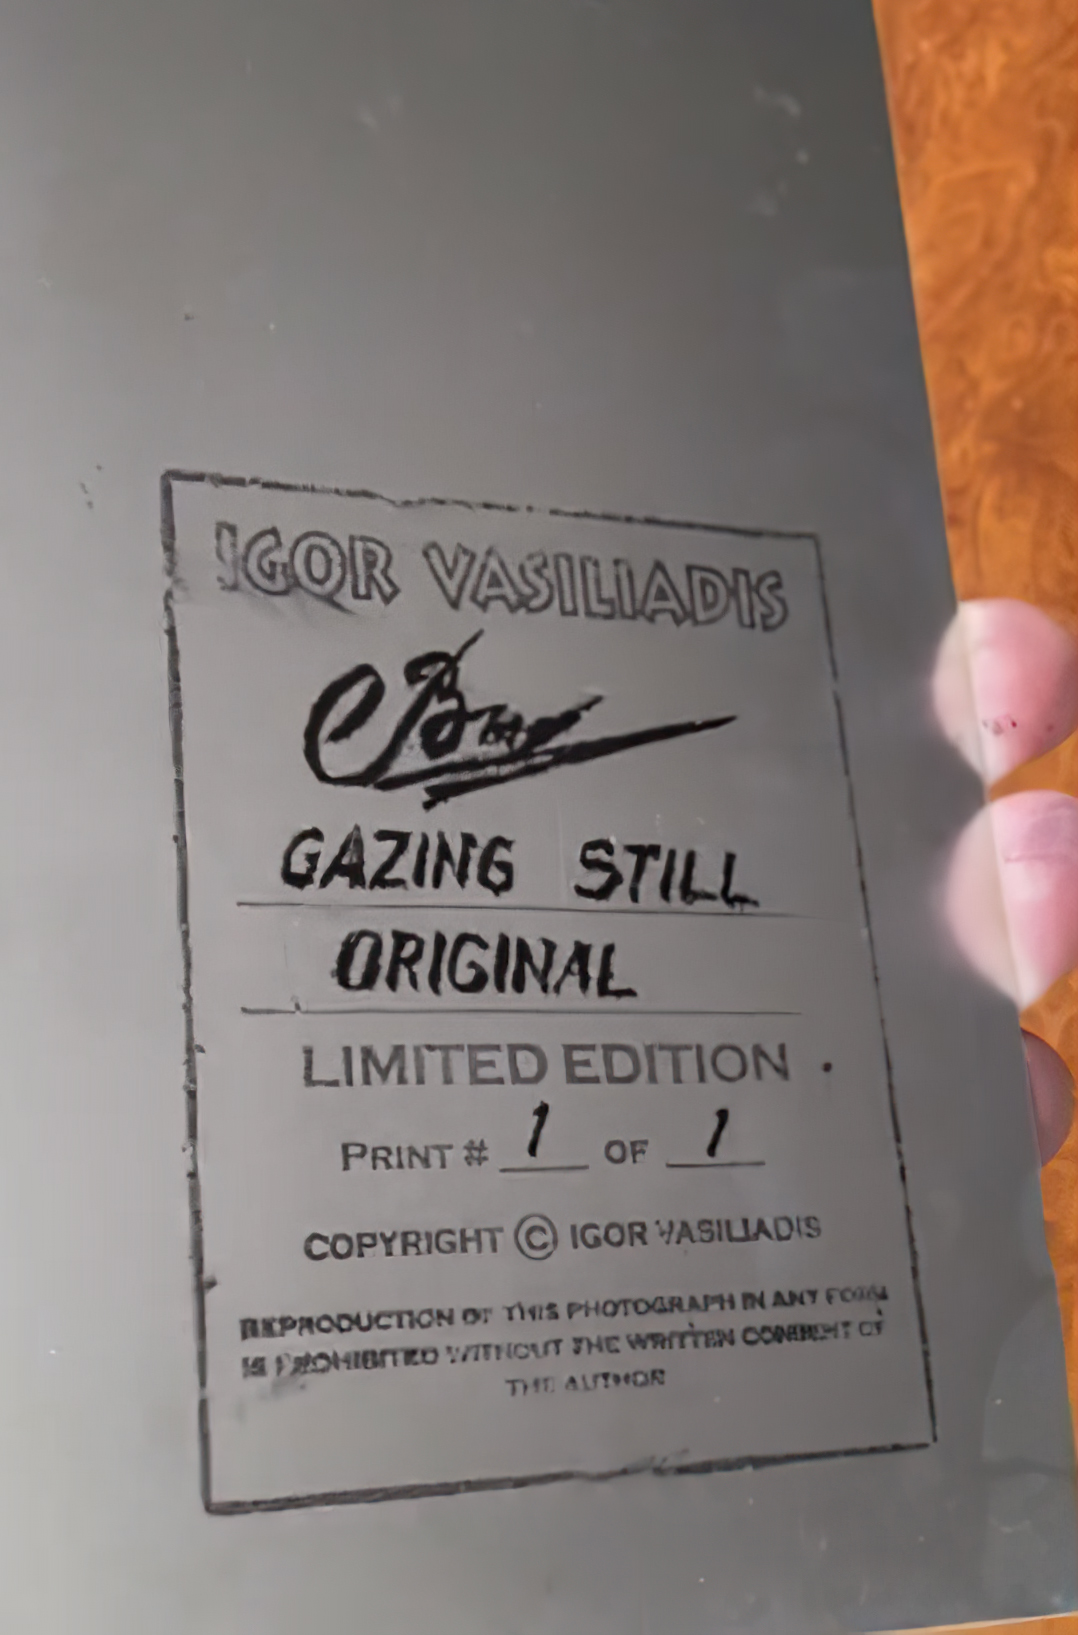 IGOR VASILIADIS
GAZING STILL
ORIGINAL
LIMITED EDITION
PRINT # 1 OF 1
COPYRIGHT © IGOR VASILIADIS
REPRODUCTION OF THIS PHOTOGRAPH IN ANY FORM
IS PROHIBITED WITHOUT THE WRITTEN CONSENT OF
THE AUTHOR